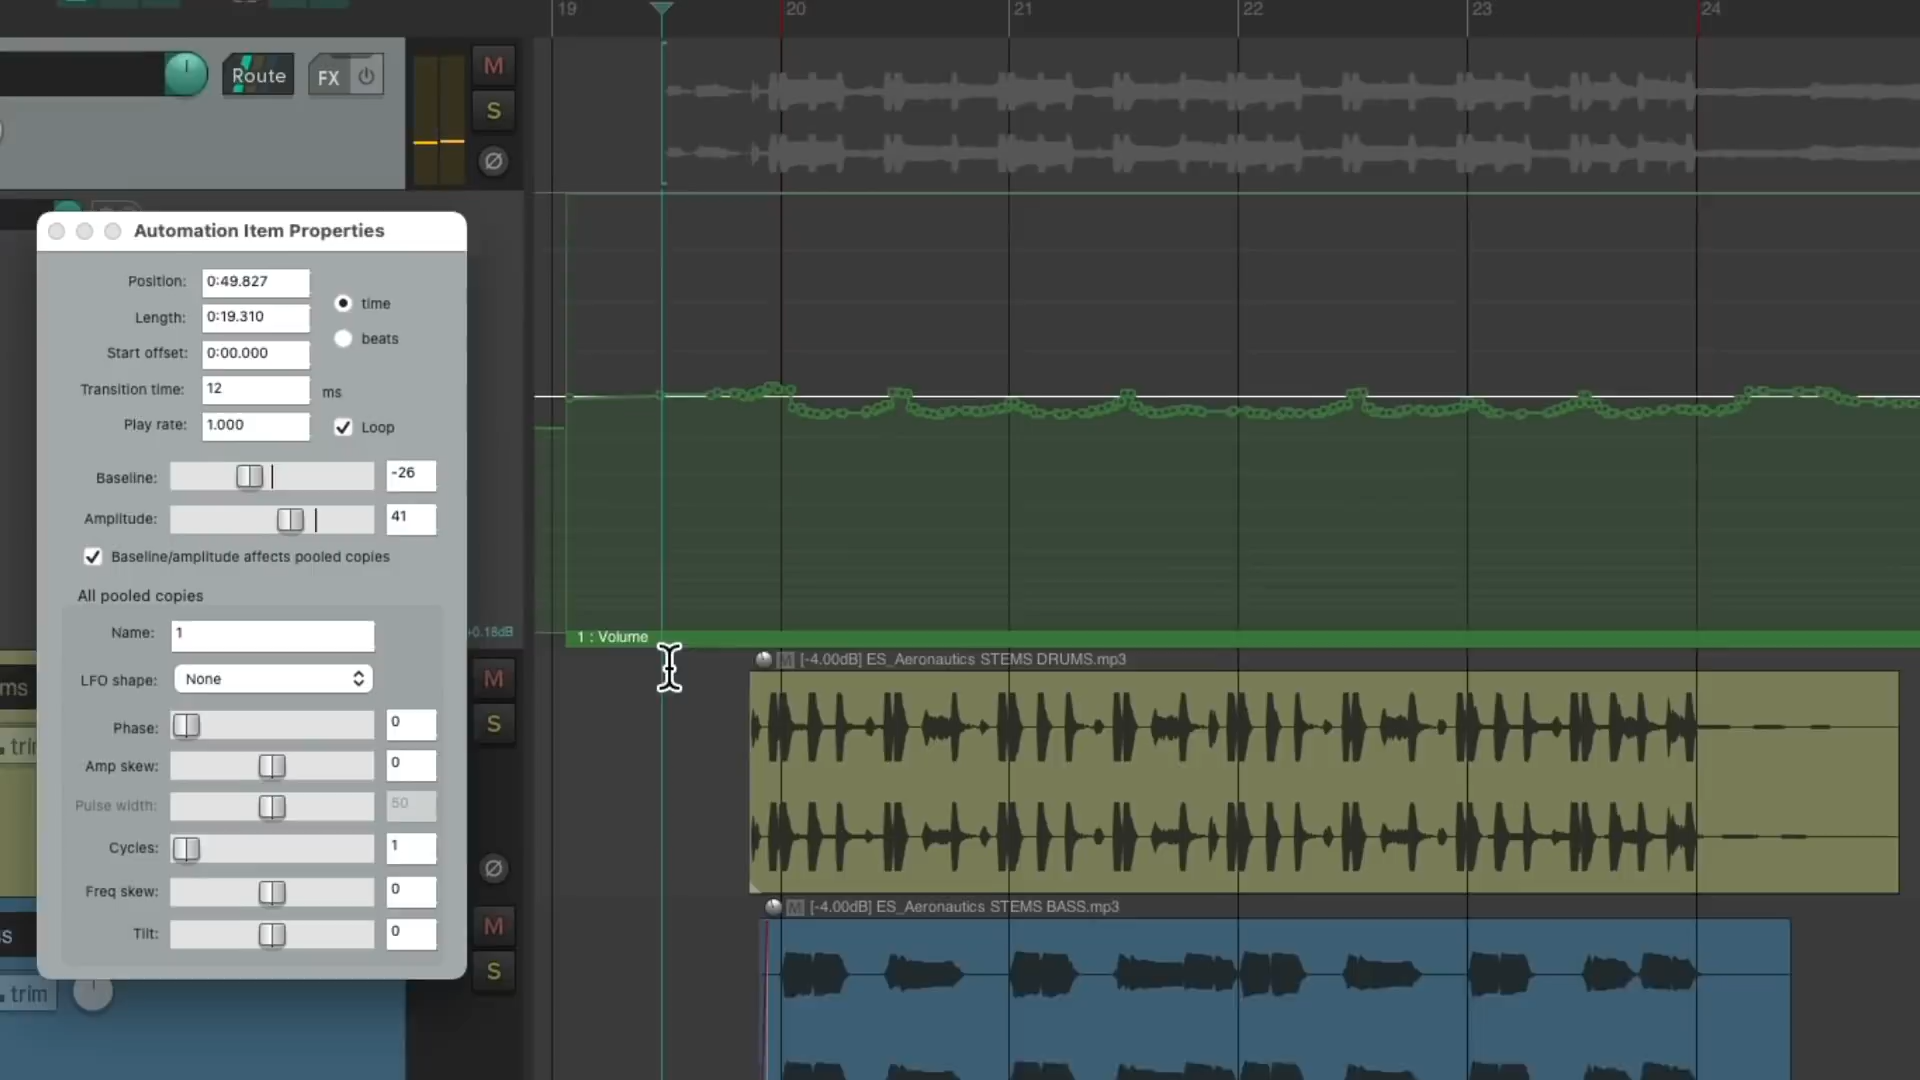 19
20
21
22
23
24
Route
FX
M
S
Automation Item Properties
Position: 0:49.827
time
Length: 0:19.310
beats
Start offset: 0:00.000
Transition time: 12 ms
Play rate: 1.000
Loop
Baseline: -26
Amplitude: 41
Baseline/amplitude affects pooled copies
All pooled copies
Name: 1
LFO shape: None
Phase: 0
Amp skew: 0
Pulse width: 50
Cycles: 1
Freq skew: 0
Tilt: 0
+0.18dB
1 : Volume
M [-4.00dB] ES_Aeronautics STEMS DRUMS.mp3
M
S
M [-4.00dB] ES_Aeronautics STEMS BASS.mp3
M
S
trim